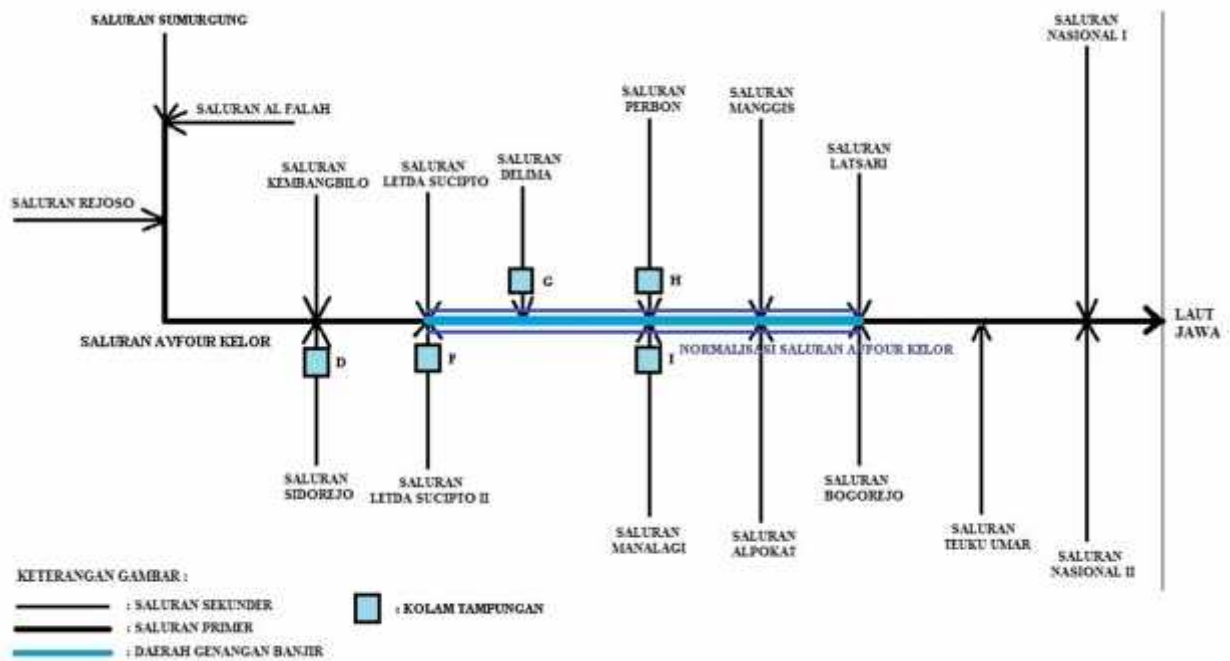 SALURAN SUMURGUNG
SALURAN
NASIONAL I
SALURAN AL FALAH
SALURAN
PERBON
SALURAN
MANGGIS
SALURAN
KEMBANGBILO
SALURAN
LETDA SUCIPTO
SALURAN
DELIMA
SALURAN
LATSARI
SALURAN REJOSO
G
H
LAUT
JAWA
SALURAN AVFOUR KELOR
D
F
I
NORMALISASI SALURAN AVFOUR KELOR
SALURAN
SIDOREJO
SALURAN
LETDA SUCIPTO II
SALURAN
MANALAGI
SALURAN
ALPOKAT
SALURAN
BOGOREJO
SALURAN
TEUKU UMAR
SALURAN
NASIONAL II
KETERANGAN GAMBAR :
: SALURAN SEKUNDER
: KOLAM TAMPUNGAN
: SALURAN PRIMER
: DAERAH GENANGAN BANJIR